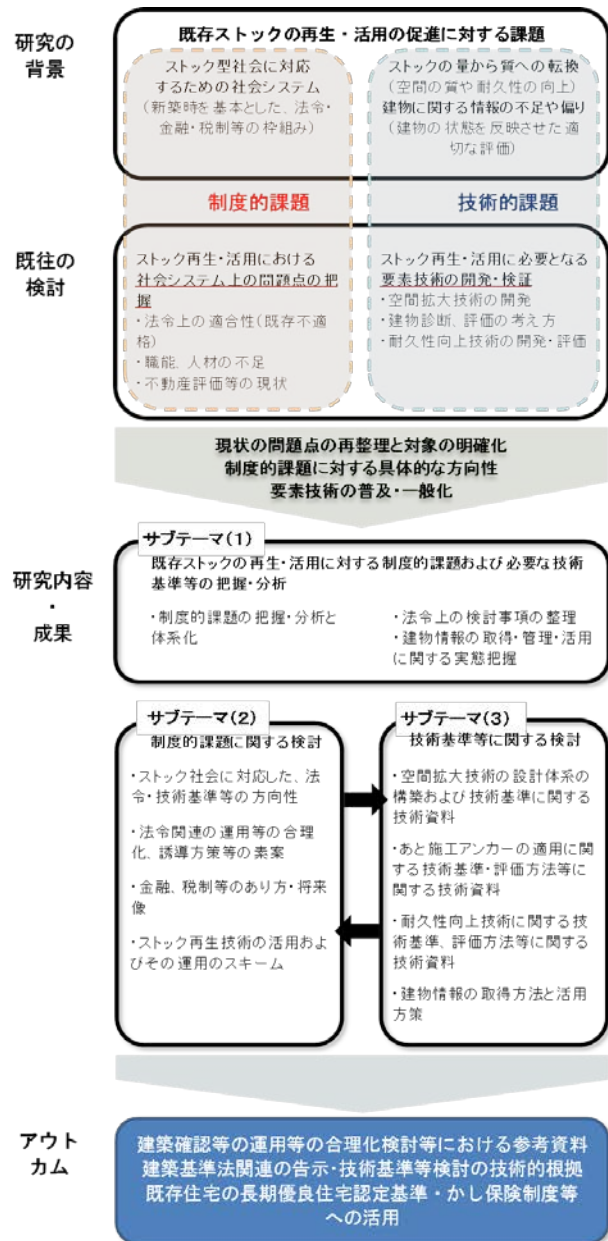 研究の
背景
既存ストックの再生・活用の促進に対する課題
ストック型社会に対応
するための社会システム
(新築時を基本とした、法令・
金融・税制等の枠組み)
ストックの量から質への転換
(空間の質や耐久性の向上)
建物に関する情報の不足や偏り
(建物の状態を反映させた適
切な評価)
制度的課題
技術的課題
既往の
検討
ストック再生・活用における
社会システム上の問題点の把
握
・法令上の適合性(既存不適
格)
・職能、人材の不足
・不動産評価等の現状
ストック再生・活用に必要となる
要素技術の開発・検証
・空間拡大技術の開発
・建物診断、評価の考え方
・耐久性向上技術の開発・評価
現状の問題点の再整理と対象の明確化
制度的課題に対する具体的な方向性
要素技術の普及・一般化
研究内容
・
成果
サブテーマ(1)
既存ストックの再生・活用に対する制度的課題および必要な技術
基準等の把握・分析
・制度的課題の把握・分析と
体系化
・法令上の検討事項の整理
・建物情報の取得・管理・活用
に関する実態把握
サブテーマ(2)
制度的課題に関する検討
・ストック社会に対応した、法
令・技術基準等の方向性
・法令関連の運用等の合理
化、誘導方策等の素案
・金融、税制等のあり方・将来
像
・ストック再生技術の活用およ
びその運用のスキーム
サブテーマ(3)
技術基準等に関する検討
・空間拡大技術の設計体系の
構築および技術基準に関する
技術資料
・あと施工アンカーの適用に関
する技術基準・評価方法等に
関する技術資料
・耐久性向上技術に関する技
術基準、評価方法等に関する
技術資料
・建物情報の取得方法と活用
方策
アウト
カム
建築確認等の運用等の合理化検討等における参考資料
建築基準法関連の告示・技術基準等検討の技術的根拠
既存住宅の長期優良住宅認定基準・かし保険制度等
への活用